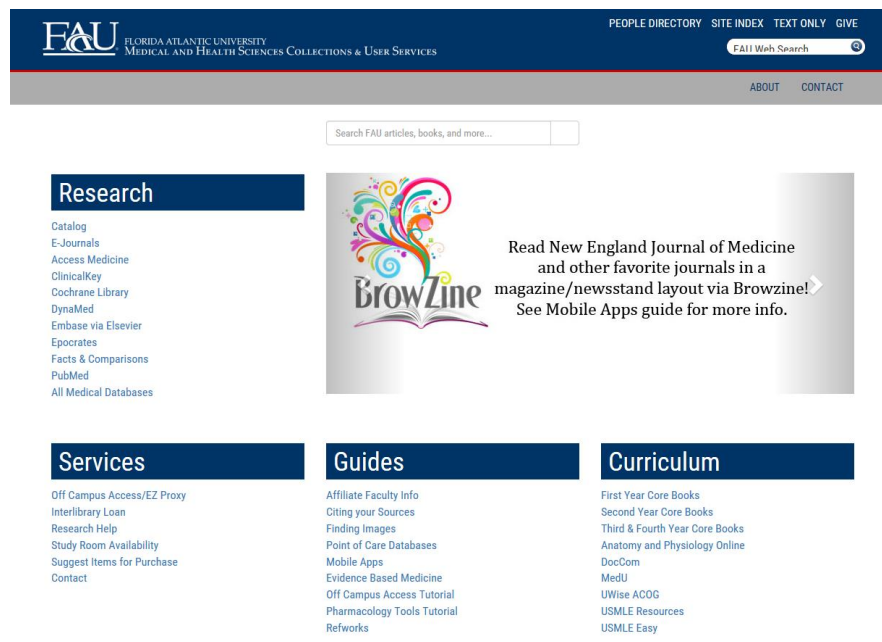 PEOPLE DIRECTORY SITE INDEX TEXT ONLY GIVE
FAU
FLORIDA ATLANTIC UNIVERSITY
MEDICAL AND HEALTH SCIENCES COLLECTIONS & USER SERVICES
FAU Web Search
ABOUT CONTACT
Search FAU articles, books, and more...
Research
Catalog
E-Journals
Access Medicine
ClinicalKey
Cochrane Library
DynaMed
Embase via Elsevier
Epocrates
Facts & Comparisons
PubMed
All Medical Databases
BrowZine
Read New England Journal of Medicine
and other favorite journals in a
magazine/newsstand layout via Browzine!
See Mobile Apps guide for more info.
Services
Off Campus Access/EZ Proxy
Interlibrary Loan
Research Help
Study Room Availability
Suggest Items for Purchase
Contact
Guides
Affiliate Faculty Info
Citing your Sources
Finding Images
Point of Care Databases
Mobile Apps
Evidence Based Medicine
Off Campus Access Tutorial
Pharmacology Tools Tutorial
Refworks
Curriculum
First Year Core Books
Second Year Core Books
Third & Fourth Year Core Books
Anatomy and Physiology Online
DocCom
MedU
UWise ACOG
USMLE Resources
USMLE Easy